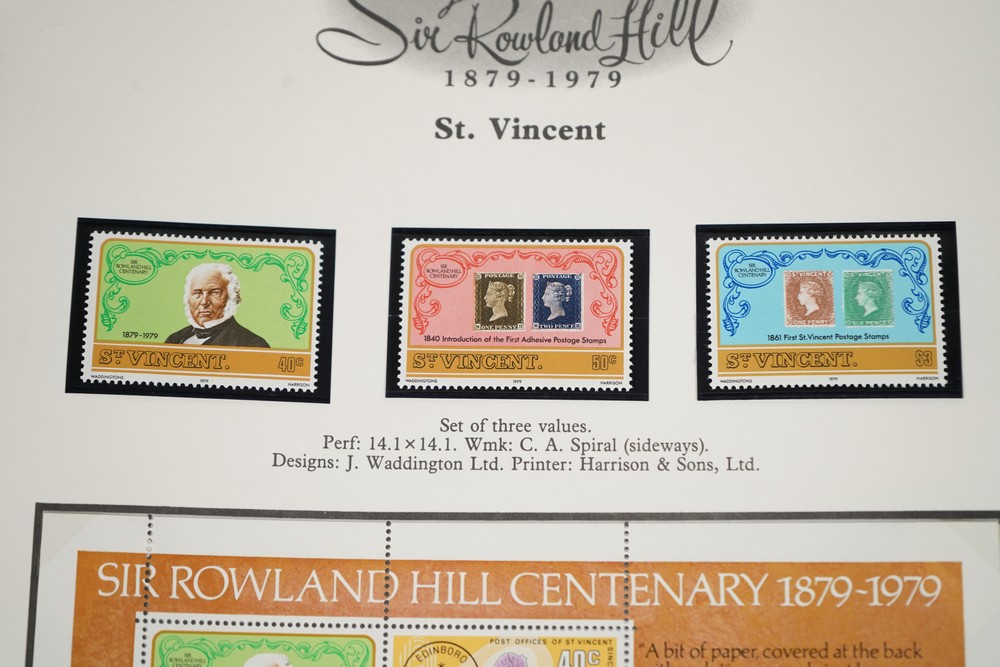 Sir Rowland Hill
1879-1979
St. Vincent
SIR
ROWLAND HILL
CENTENARY
1879-1979
ST VINCENT. 40c
WADDINGTONS 1979 HARRISON
SIR
ROWLAND HILL
CENTENARY
POSTAGE
ONE PENNY
POSTAGE
TWO PENCE
1840 Introduction of the First Adhesive Postage Stamps
ST VINCENT. 50c
WADDINGTONS 1979 HARRISON
SIR
ROWLAND HILL
CENTENARY
ST VINCENT
1861 First St. Vincent Postage Stamps
ST VINCENT. $3
WADDINGTONS 1979 HARRISON
Set of three values.
Perf: 14.1 × 14.1. Wmk: C. A. Spiral (sideways).
Designs: J. Waddington Ltd. Printer: Harrison & Sons, Ltd.
SIR ROWLAND HILL CENTENARY 1879-1979
SIR
ROWLAND HILL
CENTENARY
POST OFFICES OF ST VINCENT
EDINBORO
40c
"A bit of paper, covered at the back